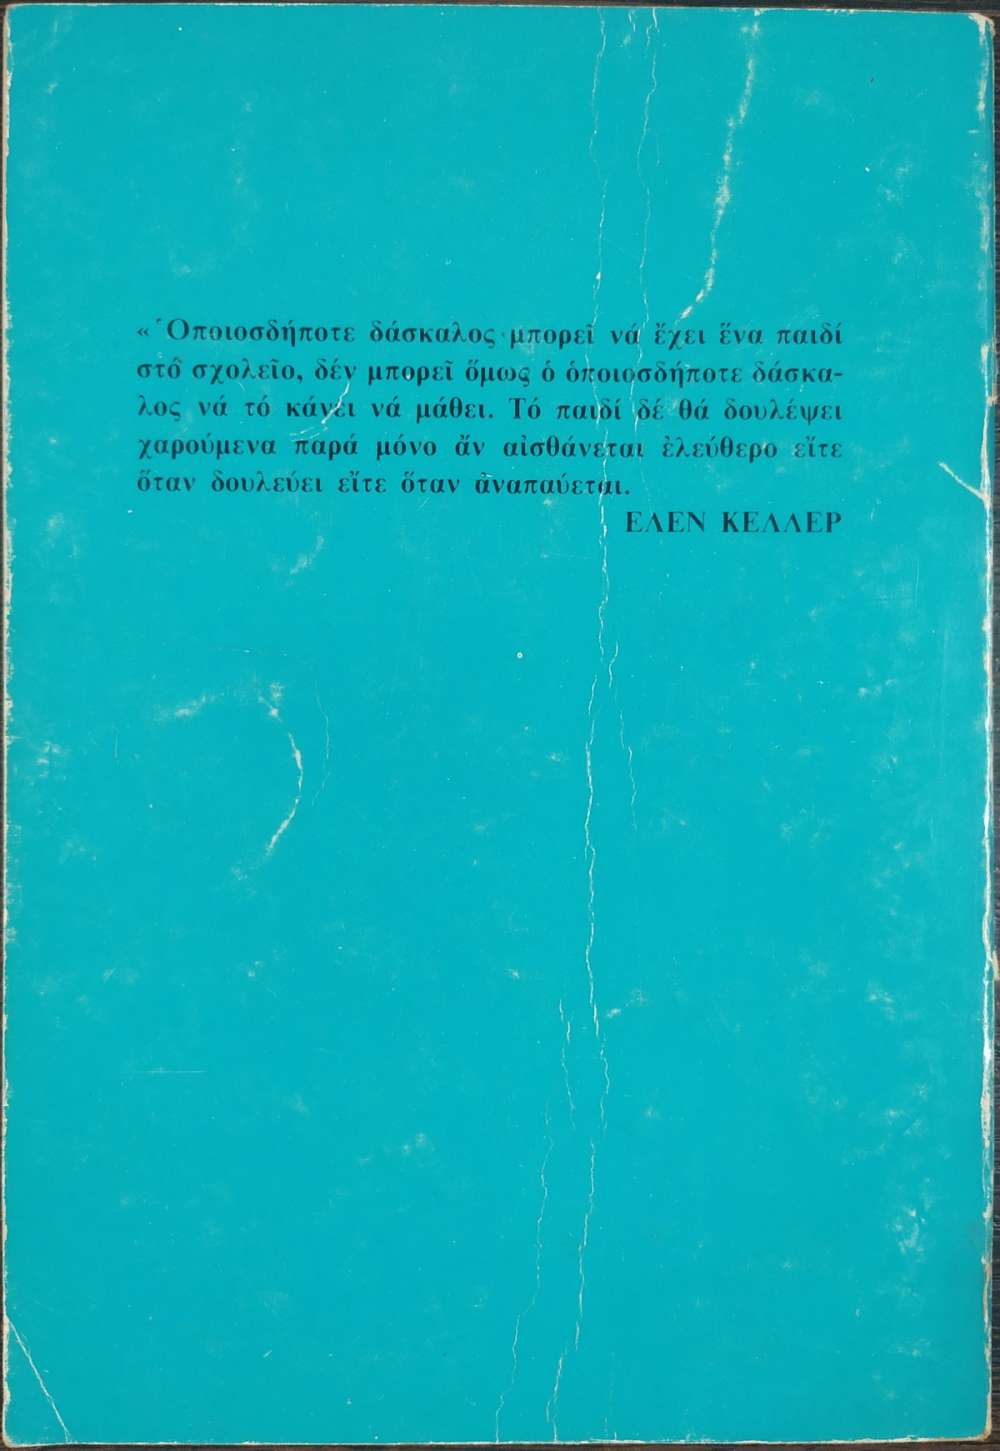 «Ὁποιοσδήποτε δάσκαλος μπορεῖ νά ἔχει ἕνα παιδί
στό σχολεῖο, δέν μπορεῖ ὅμως ὁ ὁποιοσδήποτε δάσκα-
λος νά τό κάνει νά μάθει. Τό παιδί δέ θά δουλέψει
χαρούμενα παρά μόνο ἄν αἰσθάνεται ἐλεύθερο εἴτε
ὅταν δουλεύει εἴτε ὅταν ἀναπαύεται.
ΕΛΕΝ ΚΕΛΛΕΡ